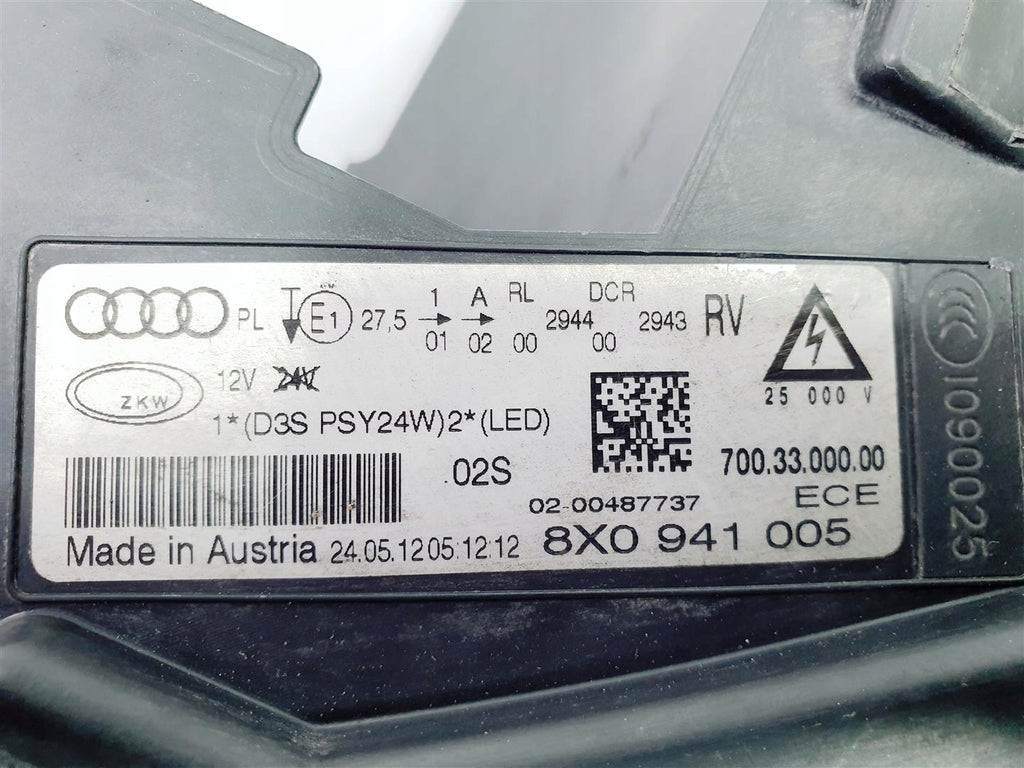 PL E1 27,5 1 A RL DCR RV
01 02 00 2944 00 2943
ZKW 12V 24V
25 000 V
1*(D3S PSY24W)2*(LED)
02S
700.33.000.00
02-00487737
ECE
Made in Austria 24.05.12 05:12:12 8X0 941 005
CCC I090025